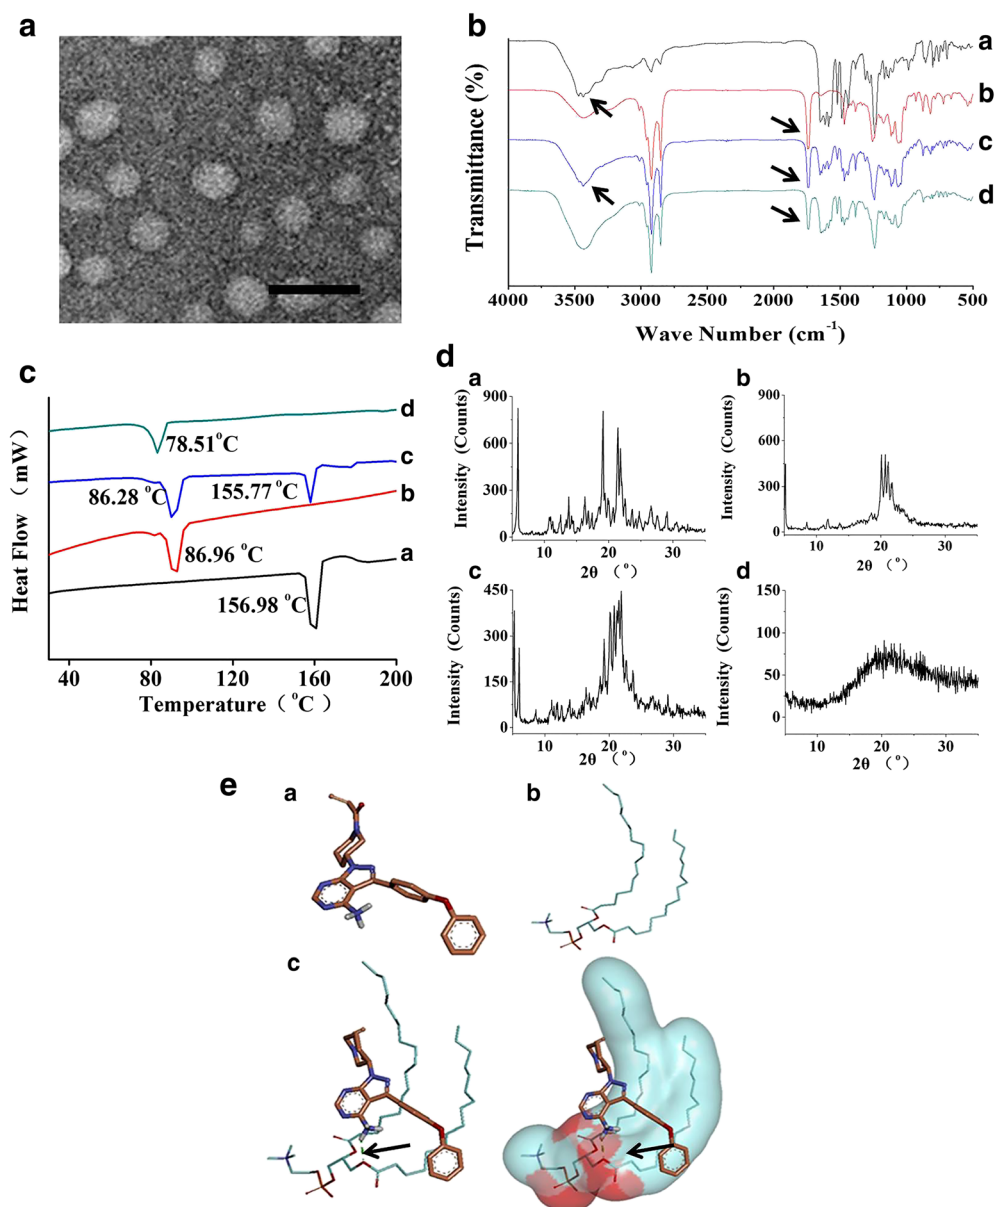 a
b
Transmittance (%)
a
b
c
d
4000 3500 3000 2500 2000 1500 1000 500
Wave Number (cm⁻¹)
c
Heat Flow （mW）
d
78.51°C
c
86.28 °C
155.77°C
b
86.96 °C
a
156.98 °C
40 80 120 160 200
Temperature（°C）
d
a
Intensity (Counts)
900
600
300
0
10 20 30
2θ （°）
b
Intensity (Counts)
900
600
300
0
10 20 30
2θ （°）
c
Intensity (Counts)
450
300
150
0
10 20 30
2θ （°）
d
Intensity (Counts)
150
100
50
0
10 20 30
2θ （°）
e
a
b
c